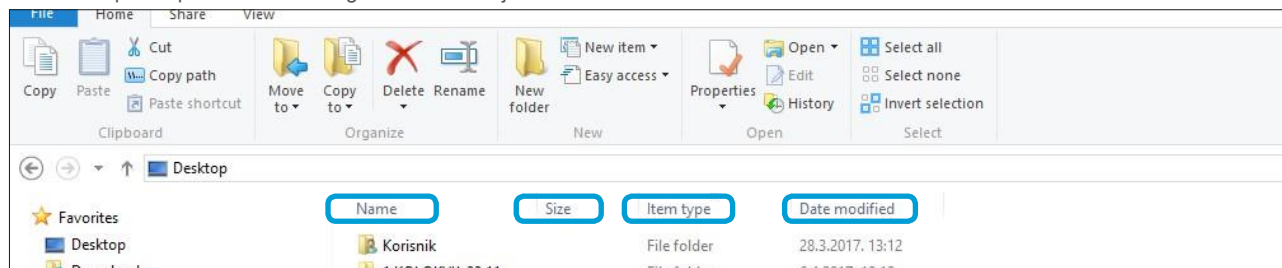 File Home Share View
Cut
Copy path
Paste shortcut
Copy Paste
Clipboard
Move to Copy to Delete Rename
Organize
New item
Easy access
New folder
New
Properties
Open
Edit
History
Open
Select all
Select none
Invert selection
Select
Desktop
Name Size Item type Date modified
Favorites
Desktop
Korisnik File folder 28.3.2017. 13:12